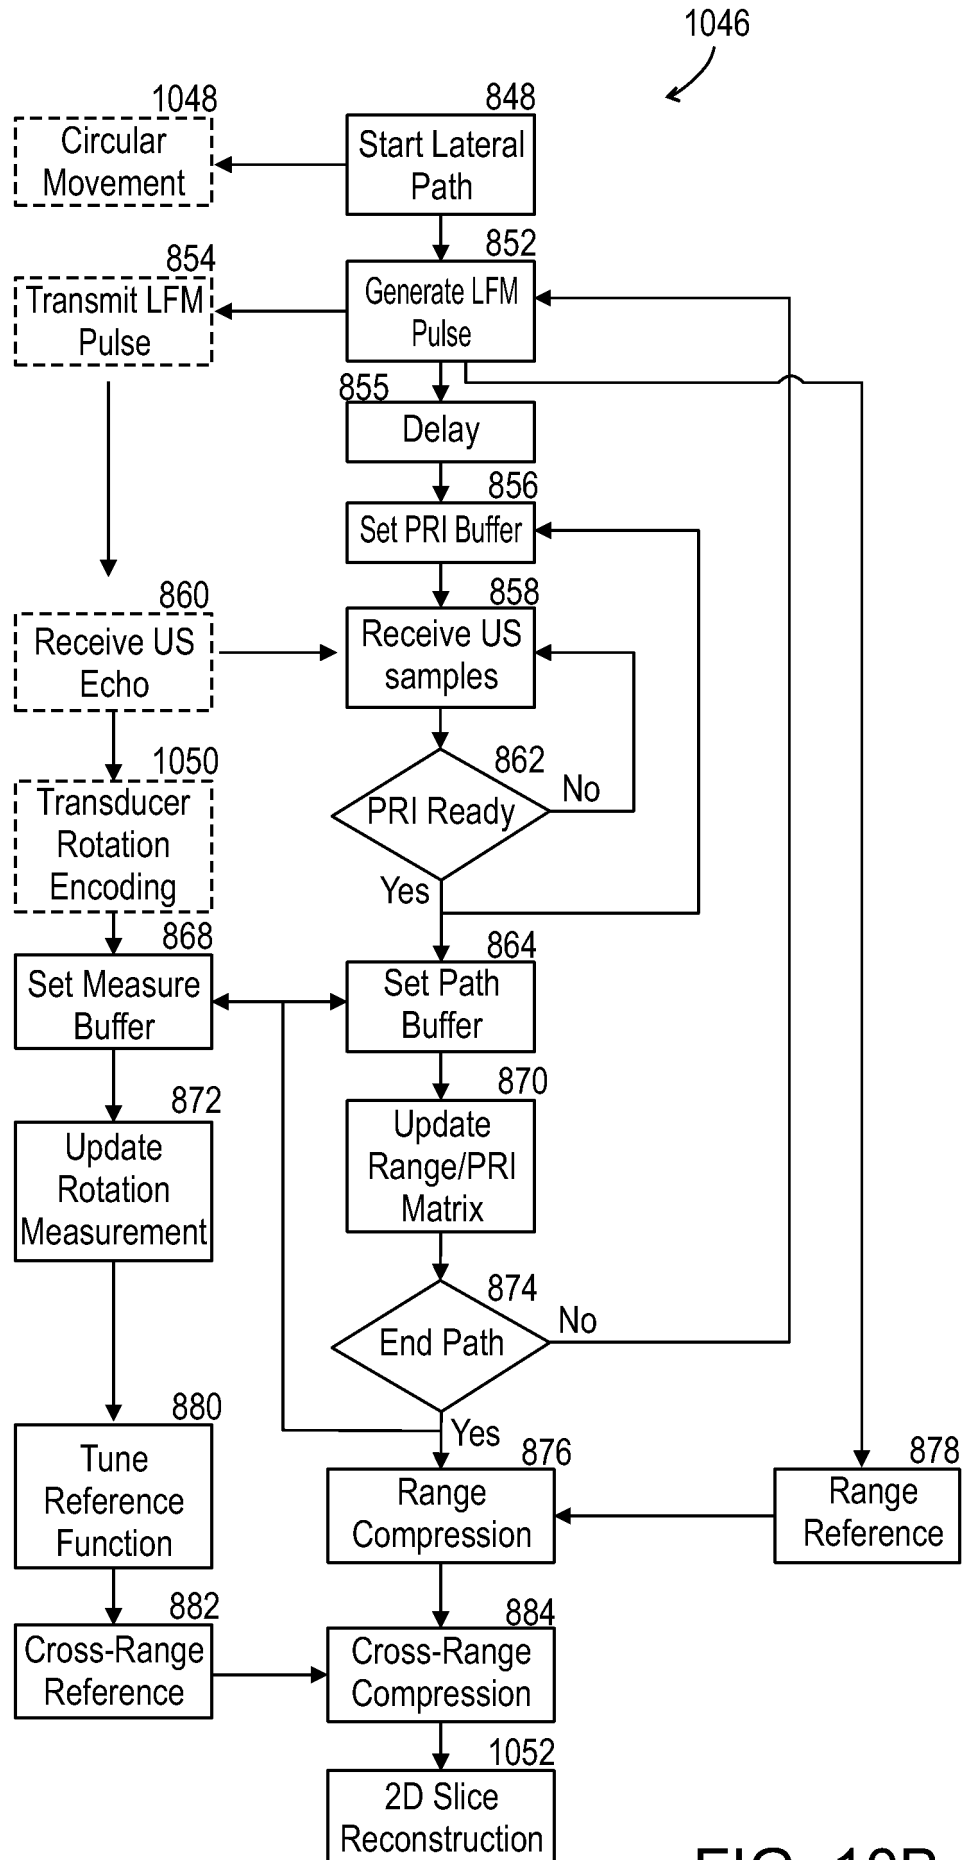 1046
1048
Circular
Movement
848
Start Lateral
Path
854
Transmit LFM
Pulse
852
Generate LFM
Pulse
855
Delay
856
Set PRI Buffer
860
Receive US
Echo
858
Receive US
samples
1050
Transducer
Rotation
Encoding
862
PRI Ready
No
Yes
868
Set Measure
Buffer
864
Set Path
Buffer
872
Update
Rotation
Measurement
870
Update
Range/PRI
Matrix
874
End Path
No
Yes
880
Tune
Reference
Function
876
Range
Compression
878
Range
Reference
882
Cross-Range
Reference
884
Cross-Range
Compression
1052
2D Slice
Reconstruction
FIG. 10B